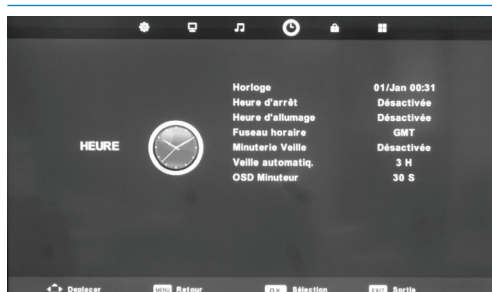 Horloge 01/Jan 00:31
Heure d'arrêt Désactivée
Heure d'allumage Désactivée
Fuseau horaire GMT
HEURE
Minuterie Veille Désactivée
Veille automatiq. 3 H
OSD Minuteur 30 S
Deplacer MENU Retour OK Sélection EXIT Sortie